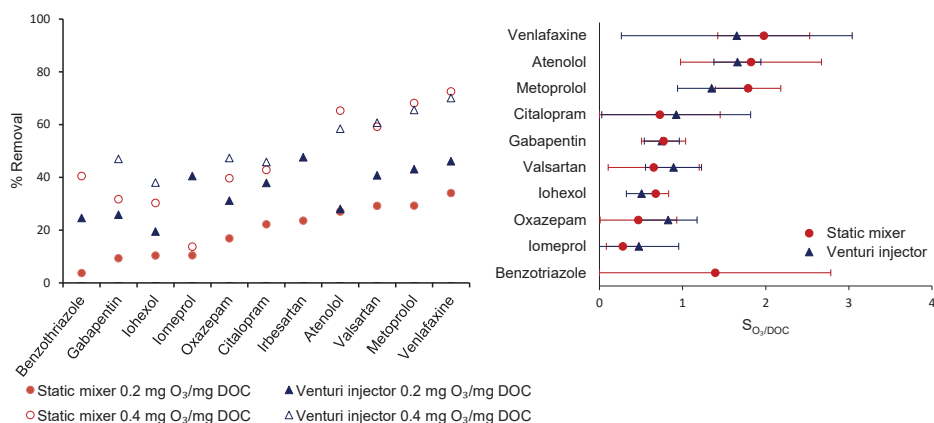 100
80
60
40
20
0
% Removal
Benzothriazole
Gabapentin
Iohexol
Iomeprol
Oxazepam
Citalopram
Irbesartan
Atenolol
Valsartan
Metoprolol
Venlafaxine
Static mixer 0.2 mg O₃/mg DOC
Venturi injector 0.2 mg O₃/mg DOC
Static mixer 0.4 mg O₃/mg DOC
Venturi injector 0.4 mg O₃/mg DOC
Venlafaxine
Atenolol
Metoprolol
Citalopram
Gabapentin
Valsartan
Iohexol
Oxazepam
Iomeprol
Benzotriazole
Static mixer
Venturi injector
0 1 2 3 4
S O₃/DOC